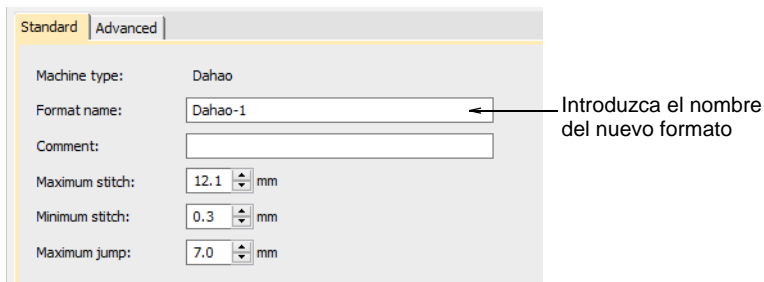 Standard Advanced
Machine type: Dahao
Format name: Dahao-1
Introduzca el nombre
del nuevo formato
Comment:
Maximum stitch: 12.1 mm
Minimum stitch: 0.3 mm
Maximum jump: 7.0 mm